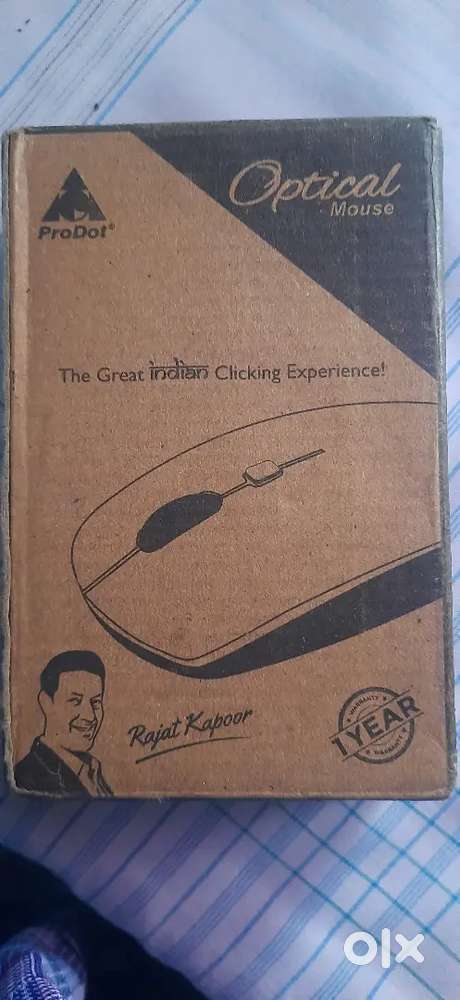 Optical
Mouse
ProDot®
The Great indian Clicking Experience!
Rajat Kapoor
WARRANTY
1 YEAR
WARRANTY
olx